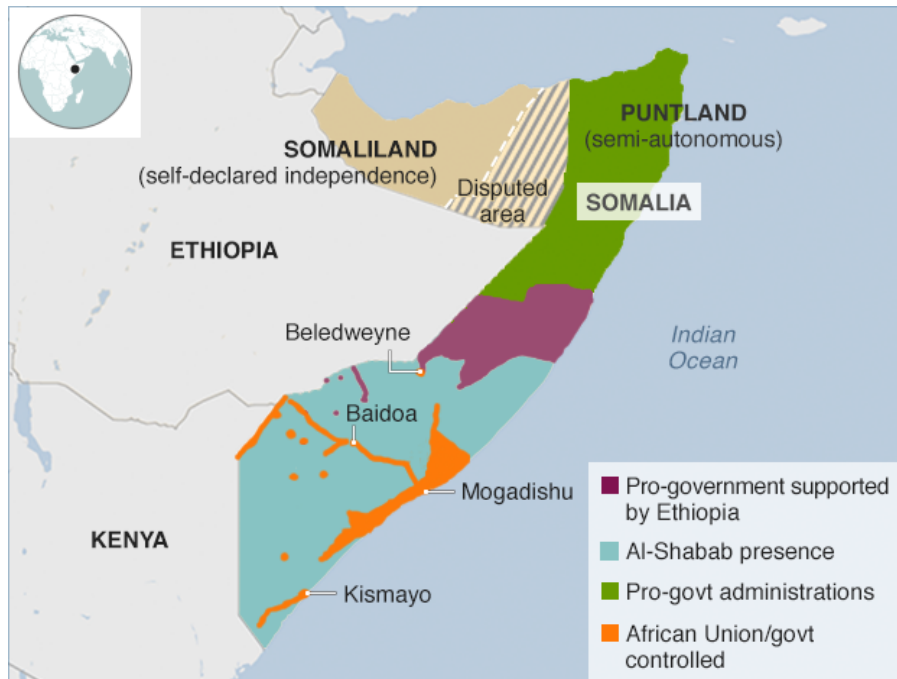 PUNTLAND
(semi-autonomous)
SOMALILAND
(self-declared independence)
Disputed
area
SOMALIA
ETHIOPIA
Beledweyne
Indian
Ocean
Baidoa
Mogadishu
KENYA
Kismayo
Pro-government supported
by Ethiopia
Al-Shabab presence
Pro-govt administrations
African Union/govt
controlled